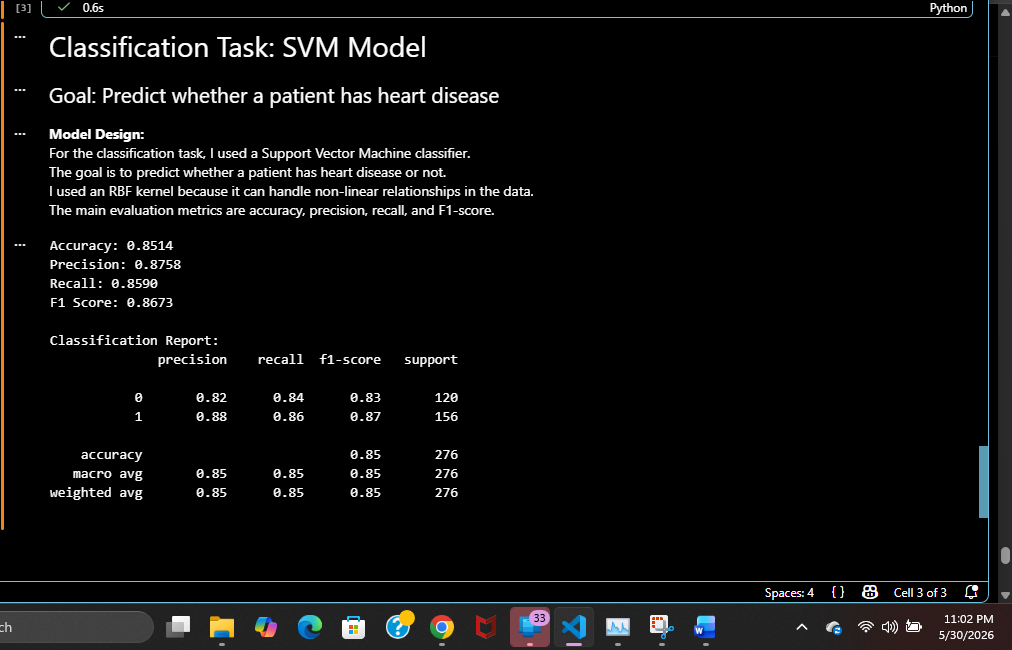 [3] 0.6s Python
Classification Task: SVM Model
Goal: Predict whether a patient has heart disease
Model Design:
For the classification task, I used a Support Vector Machine classifier.
The goal is to predict whether a patient has heart disease or not.
I used an RBF kernel because it can handle non-linear relationships in the data.
The main evaluation metrics are accuracy, precision, recall, and F1-score.
Accuracy: 0.8514
Precision: 0.8758
Recall: 0.8590
F1 Score: 0.8673
Classification Report:
precision recall f1-score support
0 0.82 0.84 0.83 120
1 0.88 0.86 0.87 156
accuracy 0.85 276
macro avg 0.85 0.85 0.85 276
weighted avg 0.85 0.85 0.85 276
Spaces: 4 { } Cell 3 of 3
ch 33 11:02 PM
5/30/2026